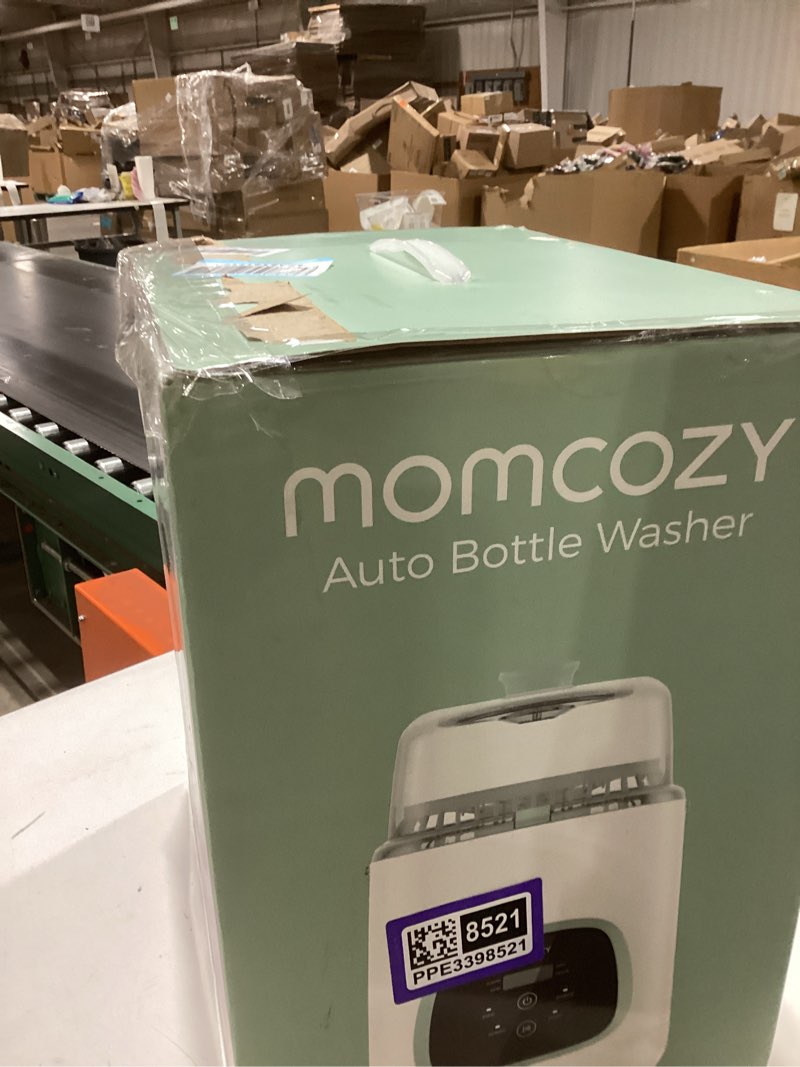 momcozy
Auto Bottle Washer
8521
PPE3398521